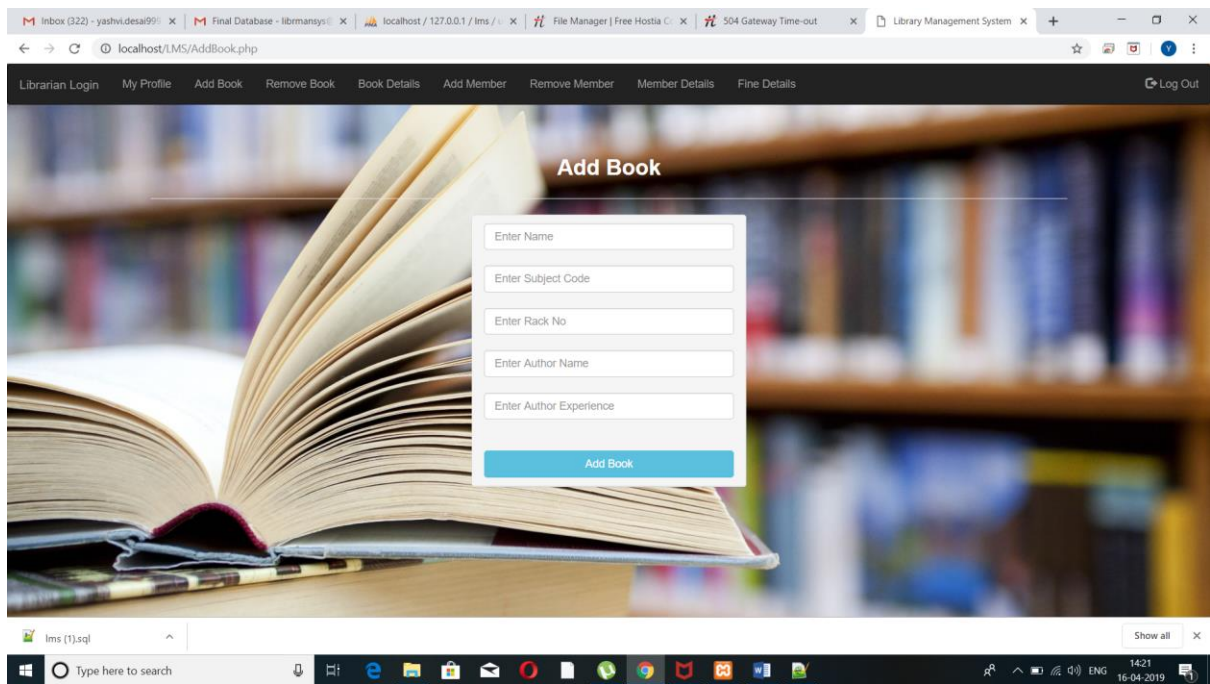 Inbox (322) - yashvi.desai999
Final Database - librmansys@
localhost / 127.0.0.1 / lms /
File Manager | Free Hostia C
504 Gateway Time-out
Library Management System
localhost/LMS/AddBook.php
Librarian Login My Profile Add Book Remove Book Book Details Add Member Remove Member Member Details Fine Details Log Out
Add Book
Enter Name
Enter Subject Code
Enter Rack No
Enter Author Name
Enter Author Experience
Add Book
lms (1).sql
Show all
Type here to search
ENG
14:21
16-04-2019